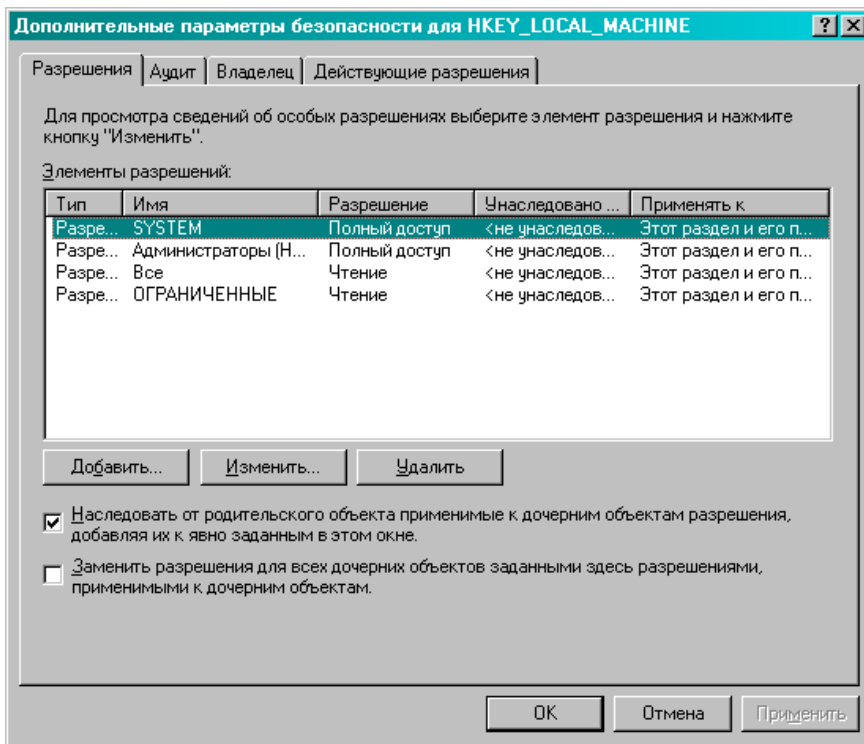 Дополнительные параметры безопасности для HKEY_LOCAL_MACHINE
Разрешения Аудит Владелец Действующие разрешения
Для просмотра сведений об особых разрешениях выберите элемент разрешения и нажмите
кнопку "Изменить".
Элементы разрешений:
Тип Имя Разрешение Унаследовано ... Применять к
Разре... SYSTEM Полный доступ <не унаследов... Этот раздел и его п...
Разре... Администраторы (H... Полный доступ <не унаследов... Этот раздел и его п...
Разре... Все Чтение <не унаследов... Этот раздел и его п...
Разре... ОГРАНИЧЕННЫЕ Чтение <не унаследов... Этот раздел и его п...
Добавить... Изменить... Удалить
Наследовать от родительского объекта применимые к дочерним объектам разрешения,
добавляя их к явно заданным в этом окне.
Заменить разрешения для всех дочерних объектов заданными здесь разрешениями,
применимыми к дочерним объектам.
OK Отмена Применить